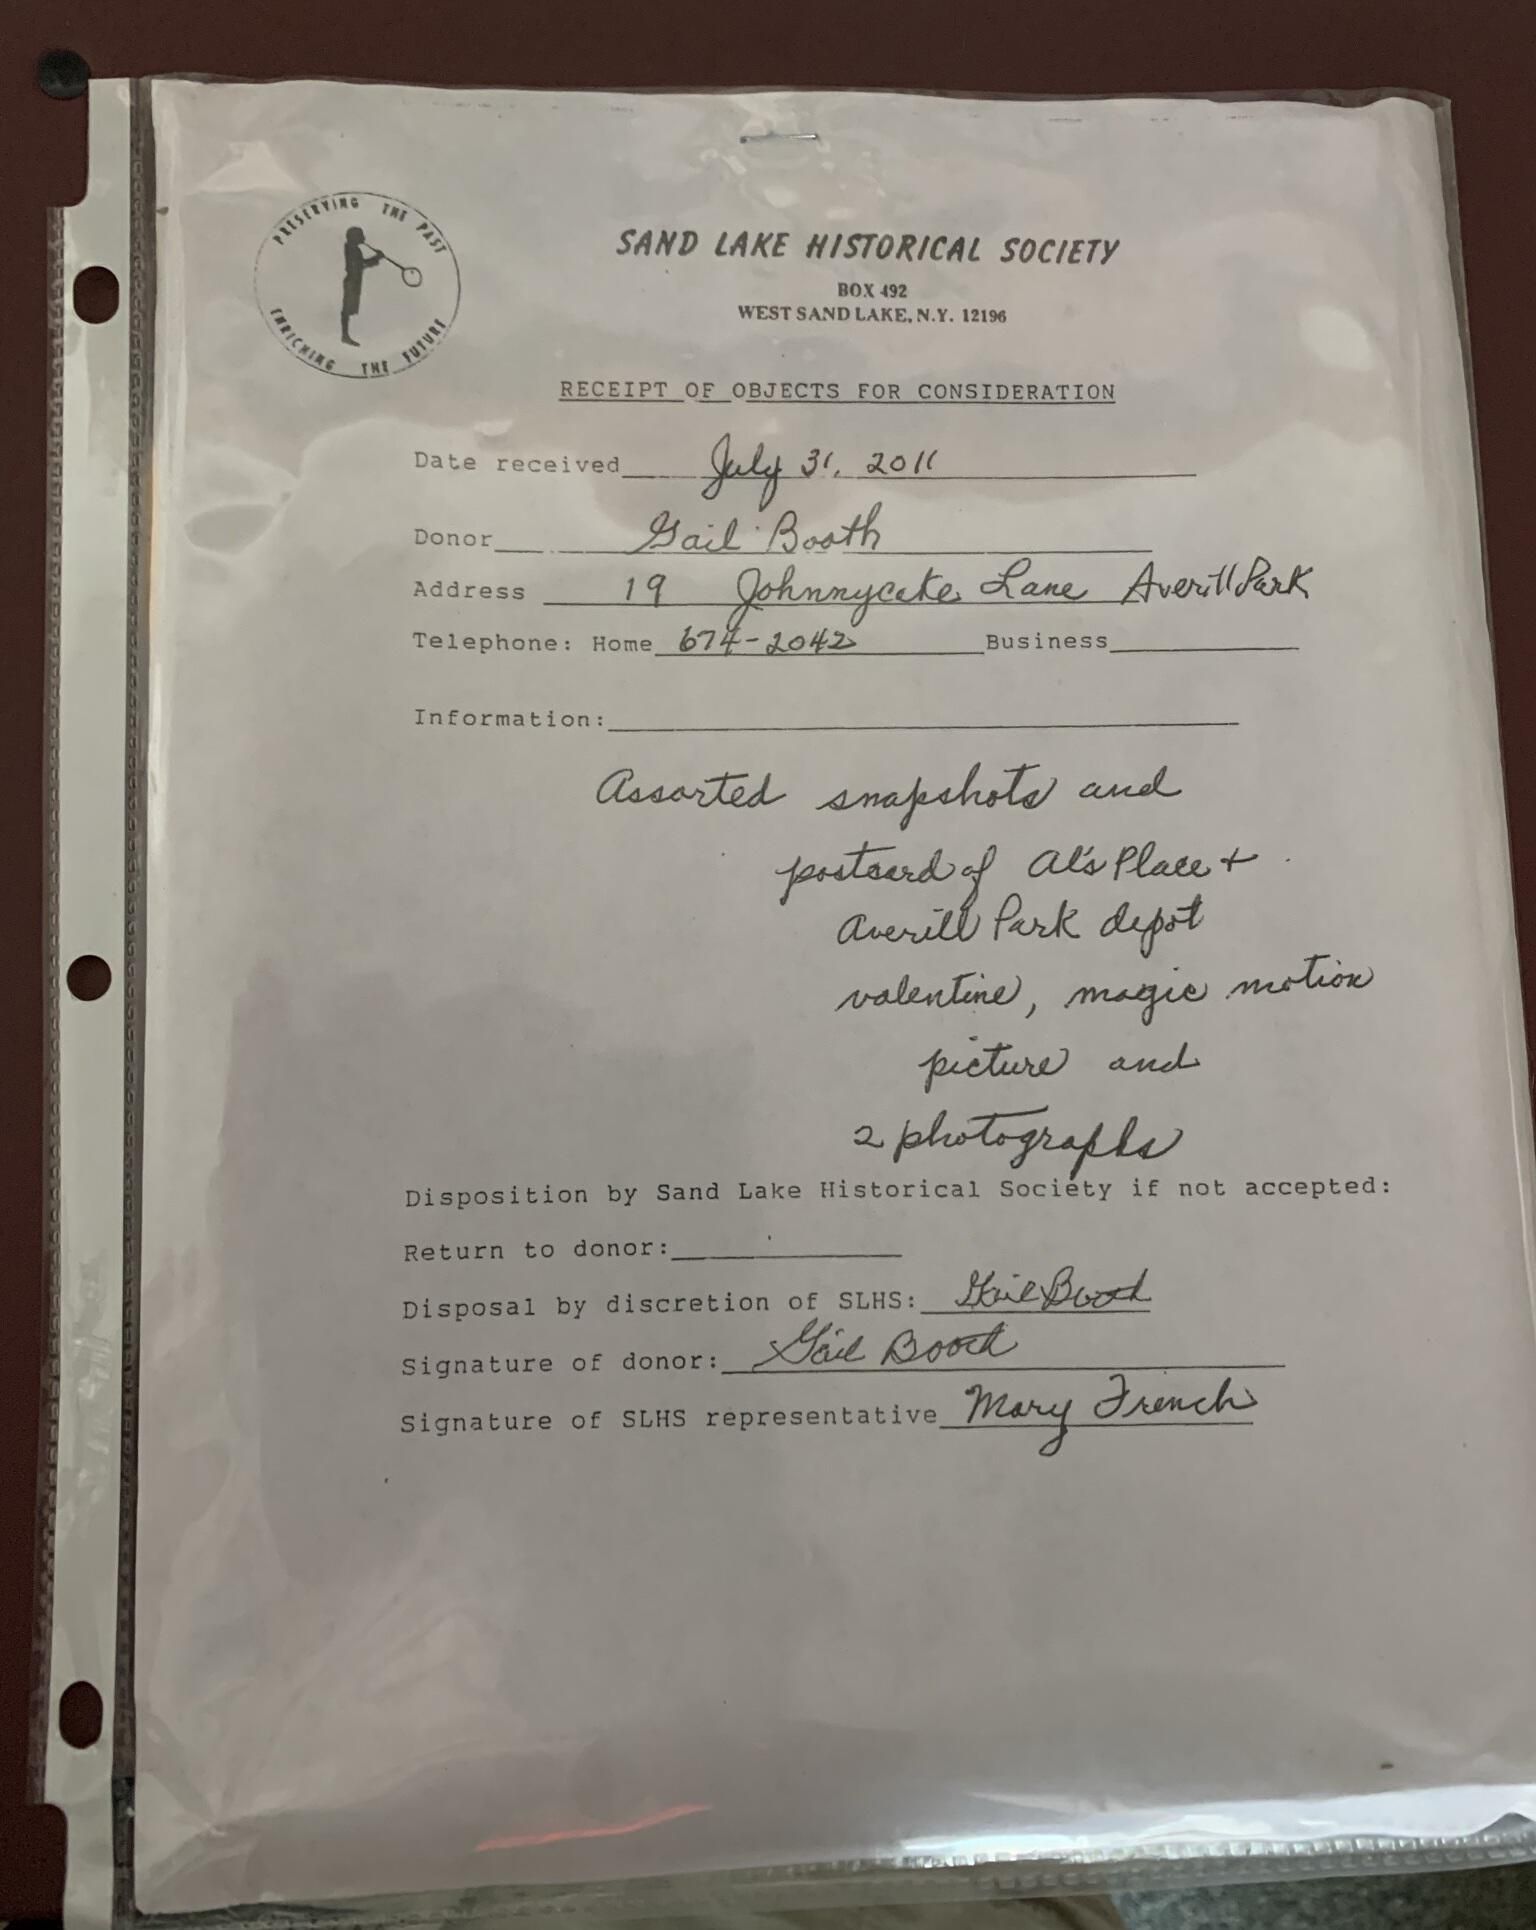 PRESERVING THE PAST
ENRICHING THE FUTURE
SAND LAKE HISTORICAL SOCIETY
BOX 492
WEST SAND LAKE, N.Y. 12196
RECEIPT OF OBJECTS FOR CONSIDERATION
Date received July 31, 2011
Donor Gail Booth
Address 19 Johnnycake Lane Averill Park
Telephone: Home 674-2042 Business
Information:
Assorted snapshots and
postcard of Al's Place +
Averill Park depot
valentine, magic motion
picture and
2 photographs
Disposition by Sand Lake Historical Society if not accepted:
Return to donor:
Disposal by discretion of SLHS: Gail Booth
Signature of donor: Gail Booth
Signature of SLHS representative Mary French